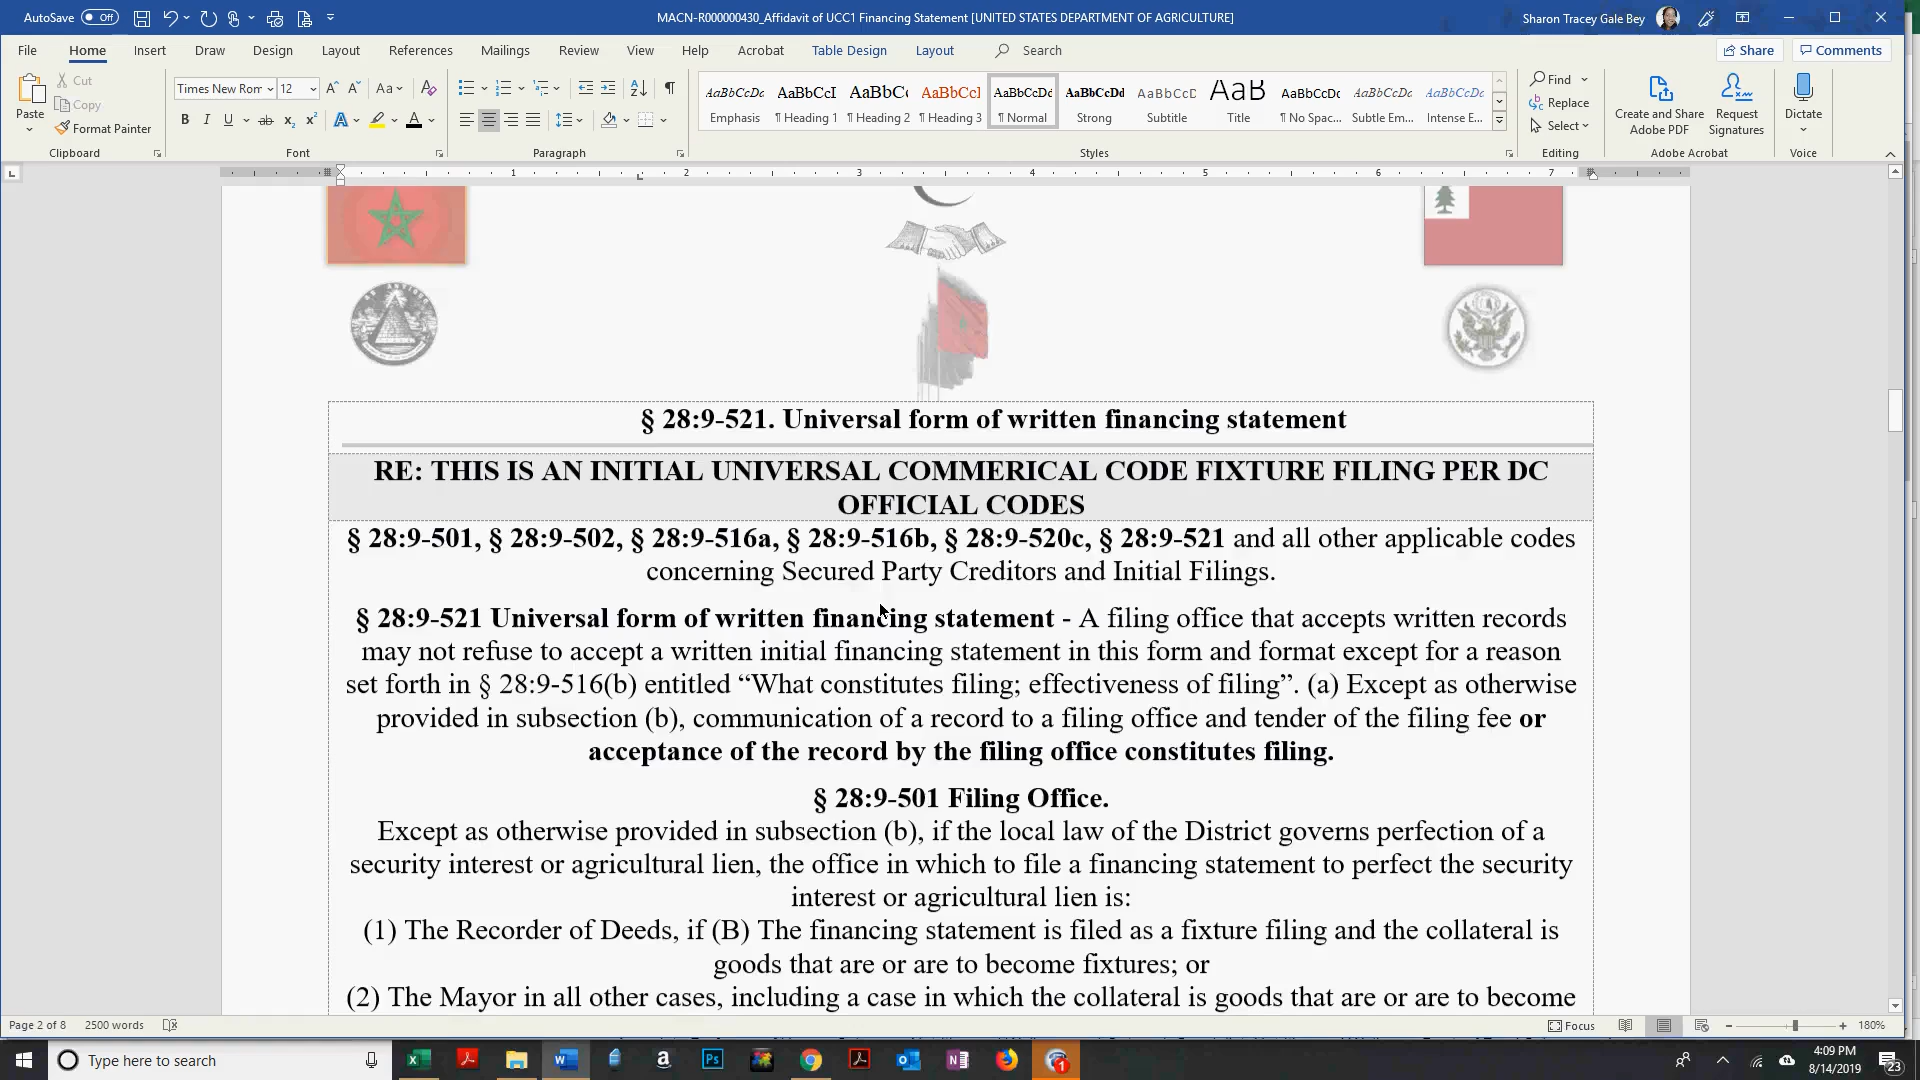 AutoSave Off MACN-R000000430_Affidavit of UCC1 Financing Statement [UNITED STATES DEPARTMENT OF AGRICULTURE] Sharon Tracey Gale Bey
File Home Insert Draw Design Layout References Mailings Review View Help Acrobat Table Design Layout Search Share Comments
Paste Cut Copy Format Painter
Times New Rom 12 Aa
B I U ab x₂ x² A A
AaBbCcDc AaBbCcI AaBbCc AaBbCcI AaBbCcDd AaBbCcDd AaBbCcD AaB AaBbCcDc AaBbCcDc AaBbCcDc
Emphasis ¶ Heading 1 ¶ Heading 2 ¶ Heading 3 ¶ Normal Strong Subtitle Title ¶ No Spac... Subtle Em... Intense E...
Find Replace Select
Create and Share Adobe PDF Request Signatures Dictate
Clipboard Font Paragraph Styles Editing Adobe Acrobat Voice
1 2 3 4 5 6 7
§ 28:9-521. Universal form of written financing statement
RE: THIS IS AN INITIAL UNIVERSAL COMMERICAL CODE FIXTURE FILING PER DC
OFFICIAL CODES
§ 28:9-501, § 28:9-502, § 28:9-516a, § 28:9-516b, § 28:9-520c, § 28:9-521 and all other applicable codes
concerning Secured Party Creditors and Initial Filings.
§ 28:9-521 Universal form of written financing statement - A filing office that accepts written records
may not refuse to accept a written initial financing statement in this form and format except for a reason
set forth in § 28:9-516(b) entitled “What constitutes filing; effectiveness of filing”. (a) Except as otherwise
provided in subsection (b), communication of a record to a filing office and tender of the filing fee or
acceptance of the record by the filing office constitutes filing.
§ 28:9-501 Filing Office.
Except as otherwise provided in subsection (b), if the local law of the District governs perfection of a
security interest or agricultural lien, the office in which to file a financing statement to perfect the security
interest or agricultural lien is:
(1) The Recorder of Deeds, if (B) The financing statement is filed as a fixture filing and the collateral is
goods that are or are to become fixtures; or
(2) The Mayor in all other cases, including a case in which the collateral is goods that are or are to become
Page 2 of 8 2500 words Focus 180%
Type here to search
4:09 PM
8/14/2019
23